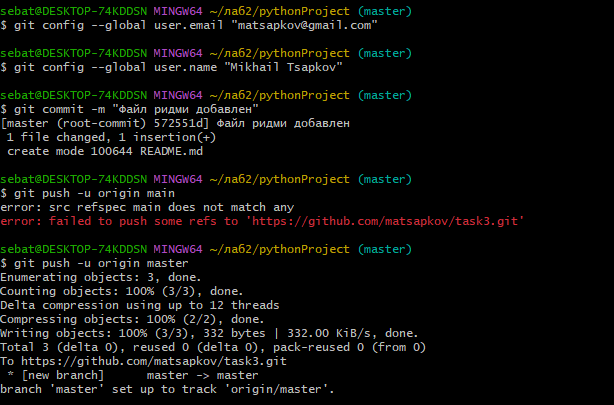 sebat@DESKTOP-74KDDSN MINGW64 ~/лаб2/pythonProject (master)
$ git config --global user.email "matsapkov@gmail.com"
sebat@DESKTOP-74KDDSN MINGW64 ~/лаб2/pythonProject (master)
$ git config --global user.name "Mikhail Tsapkov"
sebat@DESKTOP-74KDDSN MINGW64 ~/лаб2/pythonProject (master)
$ git commit -m "Файл ридми добавлен"
[master (root-commit) 572551d] Файл ридми добавлен
 1 file changed, 1 insertion(+)
 create mode 100644 README.md
sebat@DESKTOP-74KDDSN MINGW64 ~/лаб2/pythonProject (master)
$ git push -u origin main
error: src refspec main does not match any
error: failed to push some refs to 'https://github.com/matsapkov/task3.git'
sebat@DESKTOP-74KDDSN MINGW64 ~/лаб2/pythonProject (master)
$ git push -u origin master
Enumerating objects: 3, done.
Counting objects: 100% (3/3), done.
Delta compression using up to 12 threads
Compressing objects: 100% (2/2), done.
Writing objects: 100% (3/3), 332 bytes | 332.00 KiB/s, done.
Total 3 (delta 0), reused 0 (delta 0), pack-reused 0 (from 0)
To https://github.com/matsapkov/task3.git
 * [new branch]      master -> master
branch 'master' set up to track 'origin/master'.